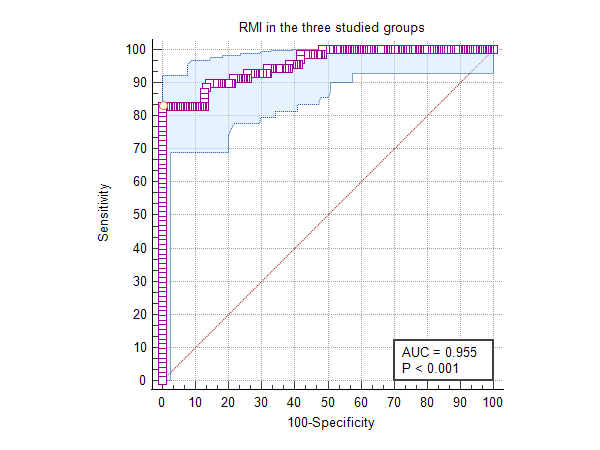 RMI in the three studied groups
100
90
80
70
60
50
40
30
20
10
0
Sensitivity
AUC = 0.955
P < 0.001
0 10 20 30 40 50 60 70 80 90 100
100-Specificity